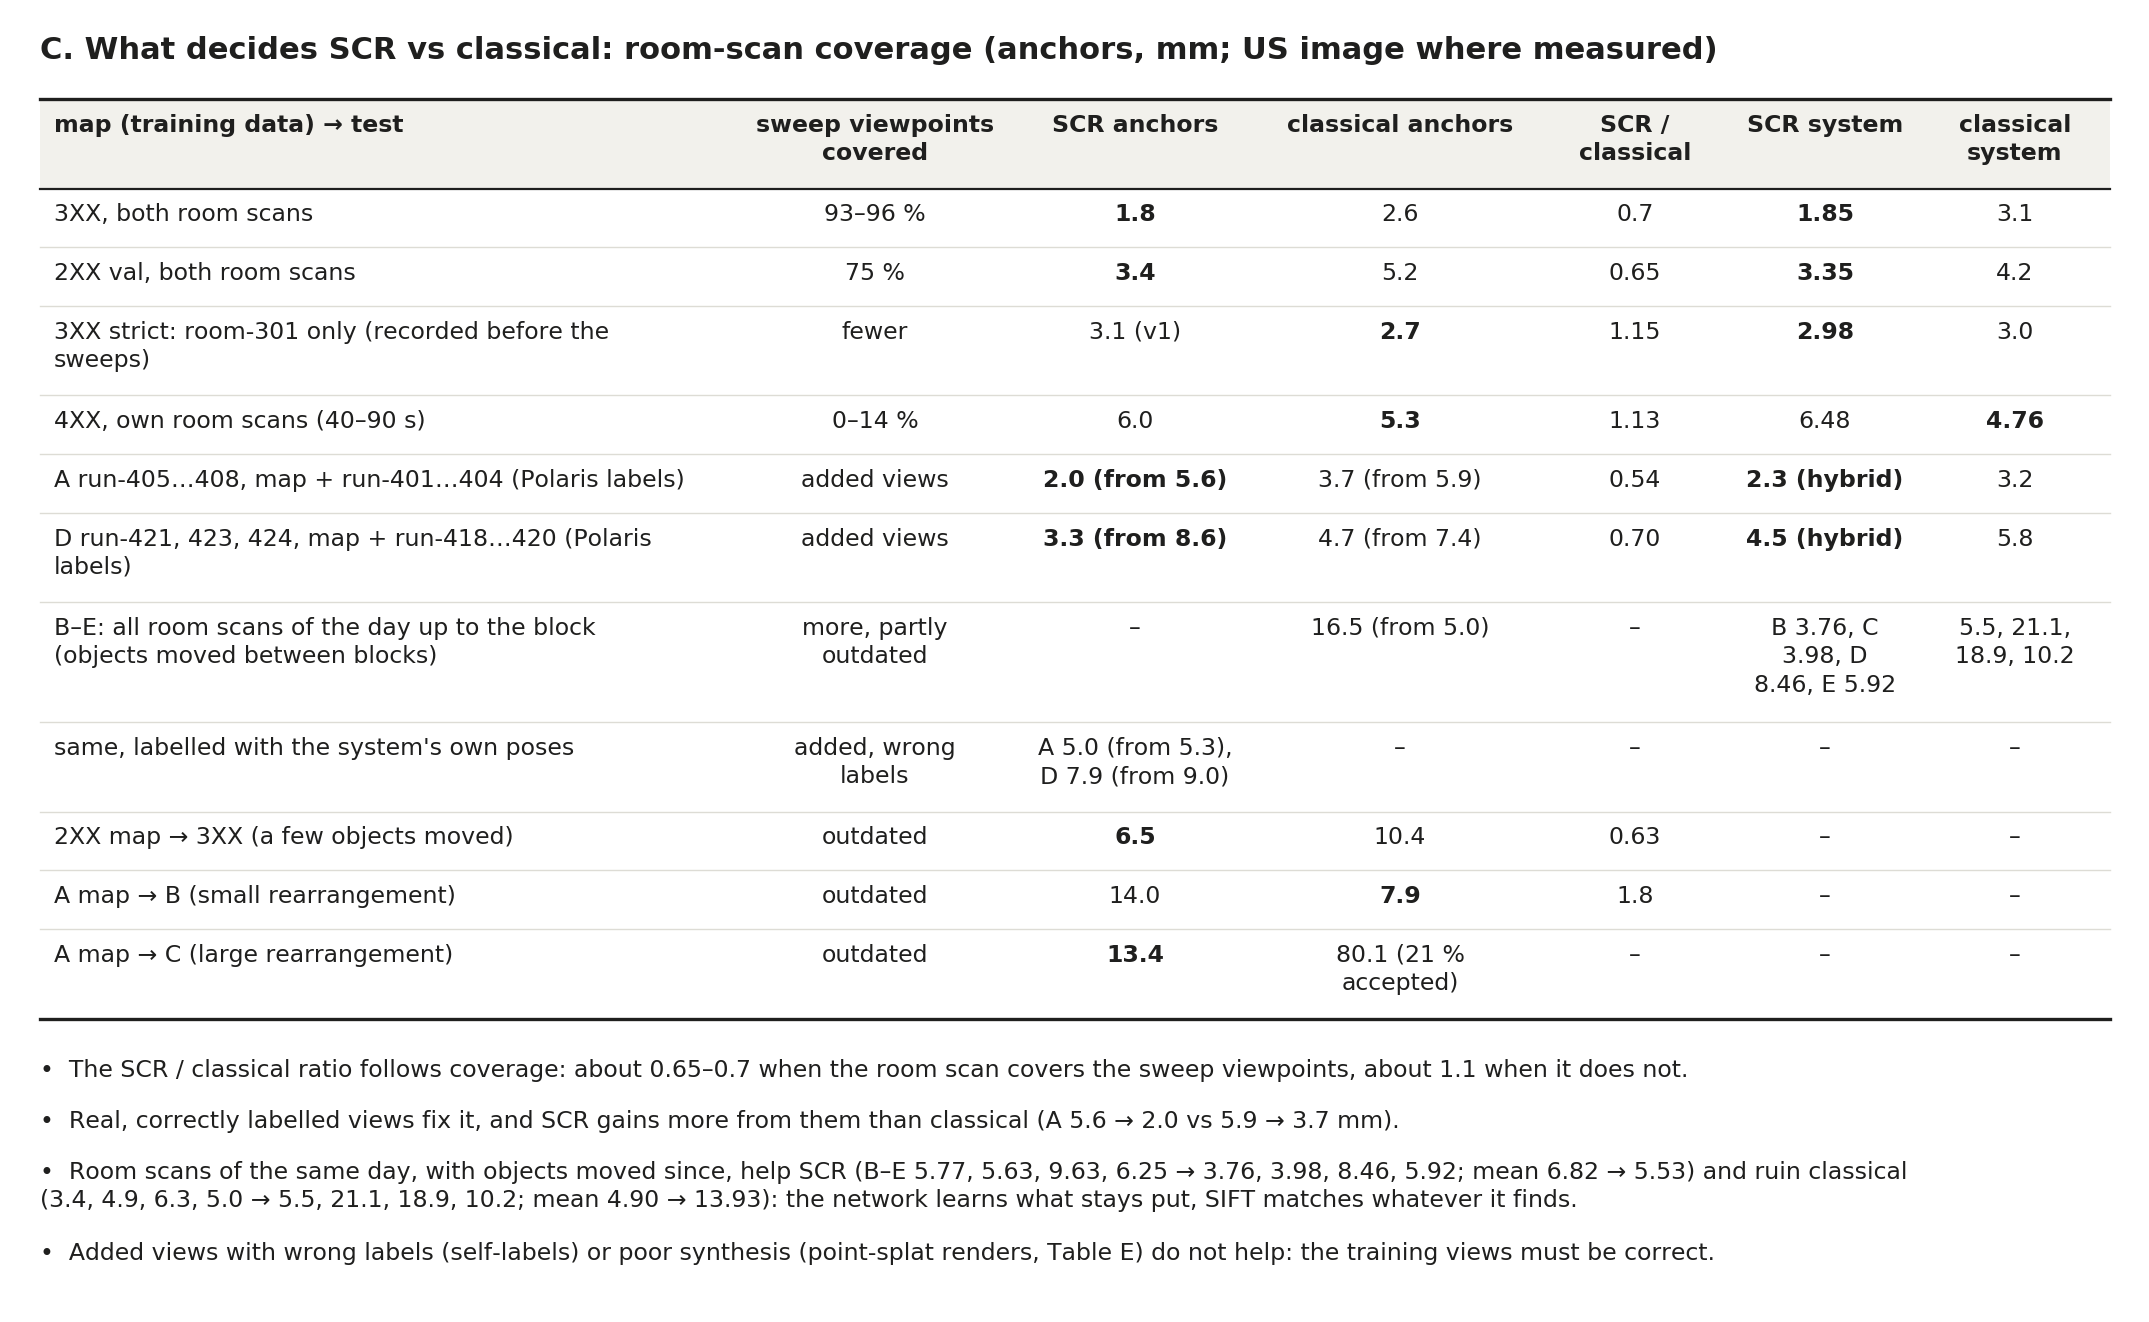 C. What decides SCR vs classical: room-scan coverage (anchors, mm; US image where measured)
map (training data) → test sweep viewpoints covered SCR anchors classical anchors SCR / classical SCR system classical system
3XX, both room scans 93–96 % 1.8 2.6 0.7 1.85 3.1
2XX val, both room scans 75 % 3.4 5.2 0.65 3.35 4.2
3XX strict: room-301 only (recorded before the sweeps) fewer 3.1 (v1) 2.7 1.15 2.98 3.0
4XX, own room scans (40–90 s) 0–14 % 6.0 5.3 1.13 6.48 4.76
A run-405…408, map + run-401…404 (Polaris labels) added views 2.0 (from 5.6) 3.7 (from 5.9) 0.54 2.3 (hybrid) 3.2
D run-421, 423, 424, map + run-418…420 (Polaris labels) added views 3.3 (from 8.6) 4.7 (from 7.4) 0.70 4.5 (hybrid) 5.8
B–E: all room scans of the day up to the block (objects moved between blocks) more, partly outdated – 16.5 (from 5.0) – B 3.76, C 3.98, D 8.46, E 5.92 5.5, 21.1, 18.9, 10.2
same, labelled with the system's own poses added, wrong labels A 5.0 (from 5.3), D 7.9 (from 9.0) – – – –
2XX map → 3XX (a few objects moved) outdated 6.5 10.4 0.63 – –
A map → B (small rearrangement) outdated 14.0 7.9 1.8 – –
A map → C (large rearrangement) outdated 13.4 80.1 (21 % accepted) – – –
• The SCR / classical ratio follows coverage: about 0.65–0.7 when the room scan covers the sweep viewpoints, about 1.1 when it does not.
• Real, correctly labelled views fix it, and SCR gains more from them than classical (A 5.6 → 2.0 vs 5.9 → 3.7 mm).
• Room scans of the same day, with objects moved since, help SCR (B–E 5.77, 5.63, 9.63, 6.25 → 3.76, 3.98, 8.46, 5.92; mean 6.82 → 5.53) and ruin classical
(3.4, 4.9, 6.3, 5.0 → 5.5, 21.1, 18.9, 10.2; mean 4.90 → 13.93): the network learns what stays put, SIFT matches whatever it finds.
• Added views with wrong labels (self-labels) or poor synthesis (point-splat renders, Table E) do not help: the training views must be correct.